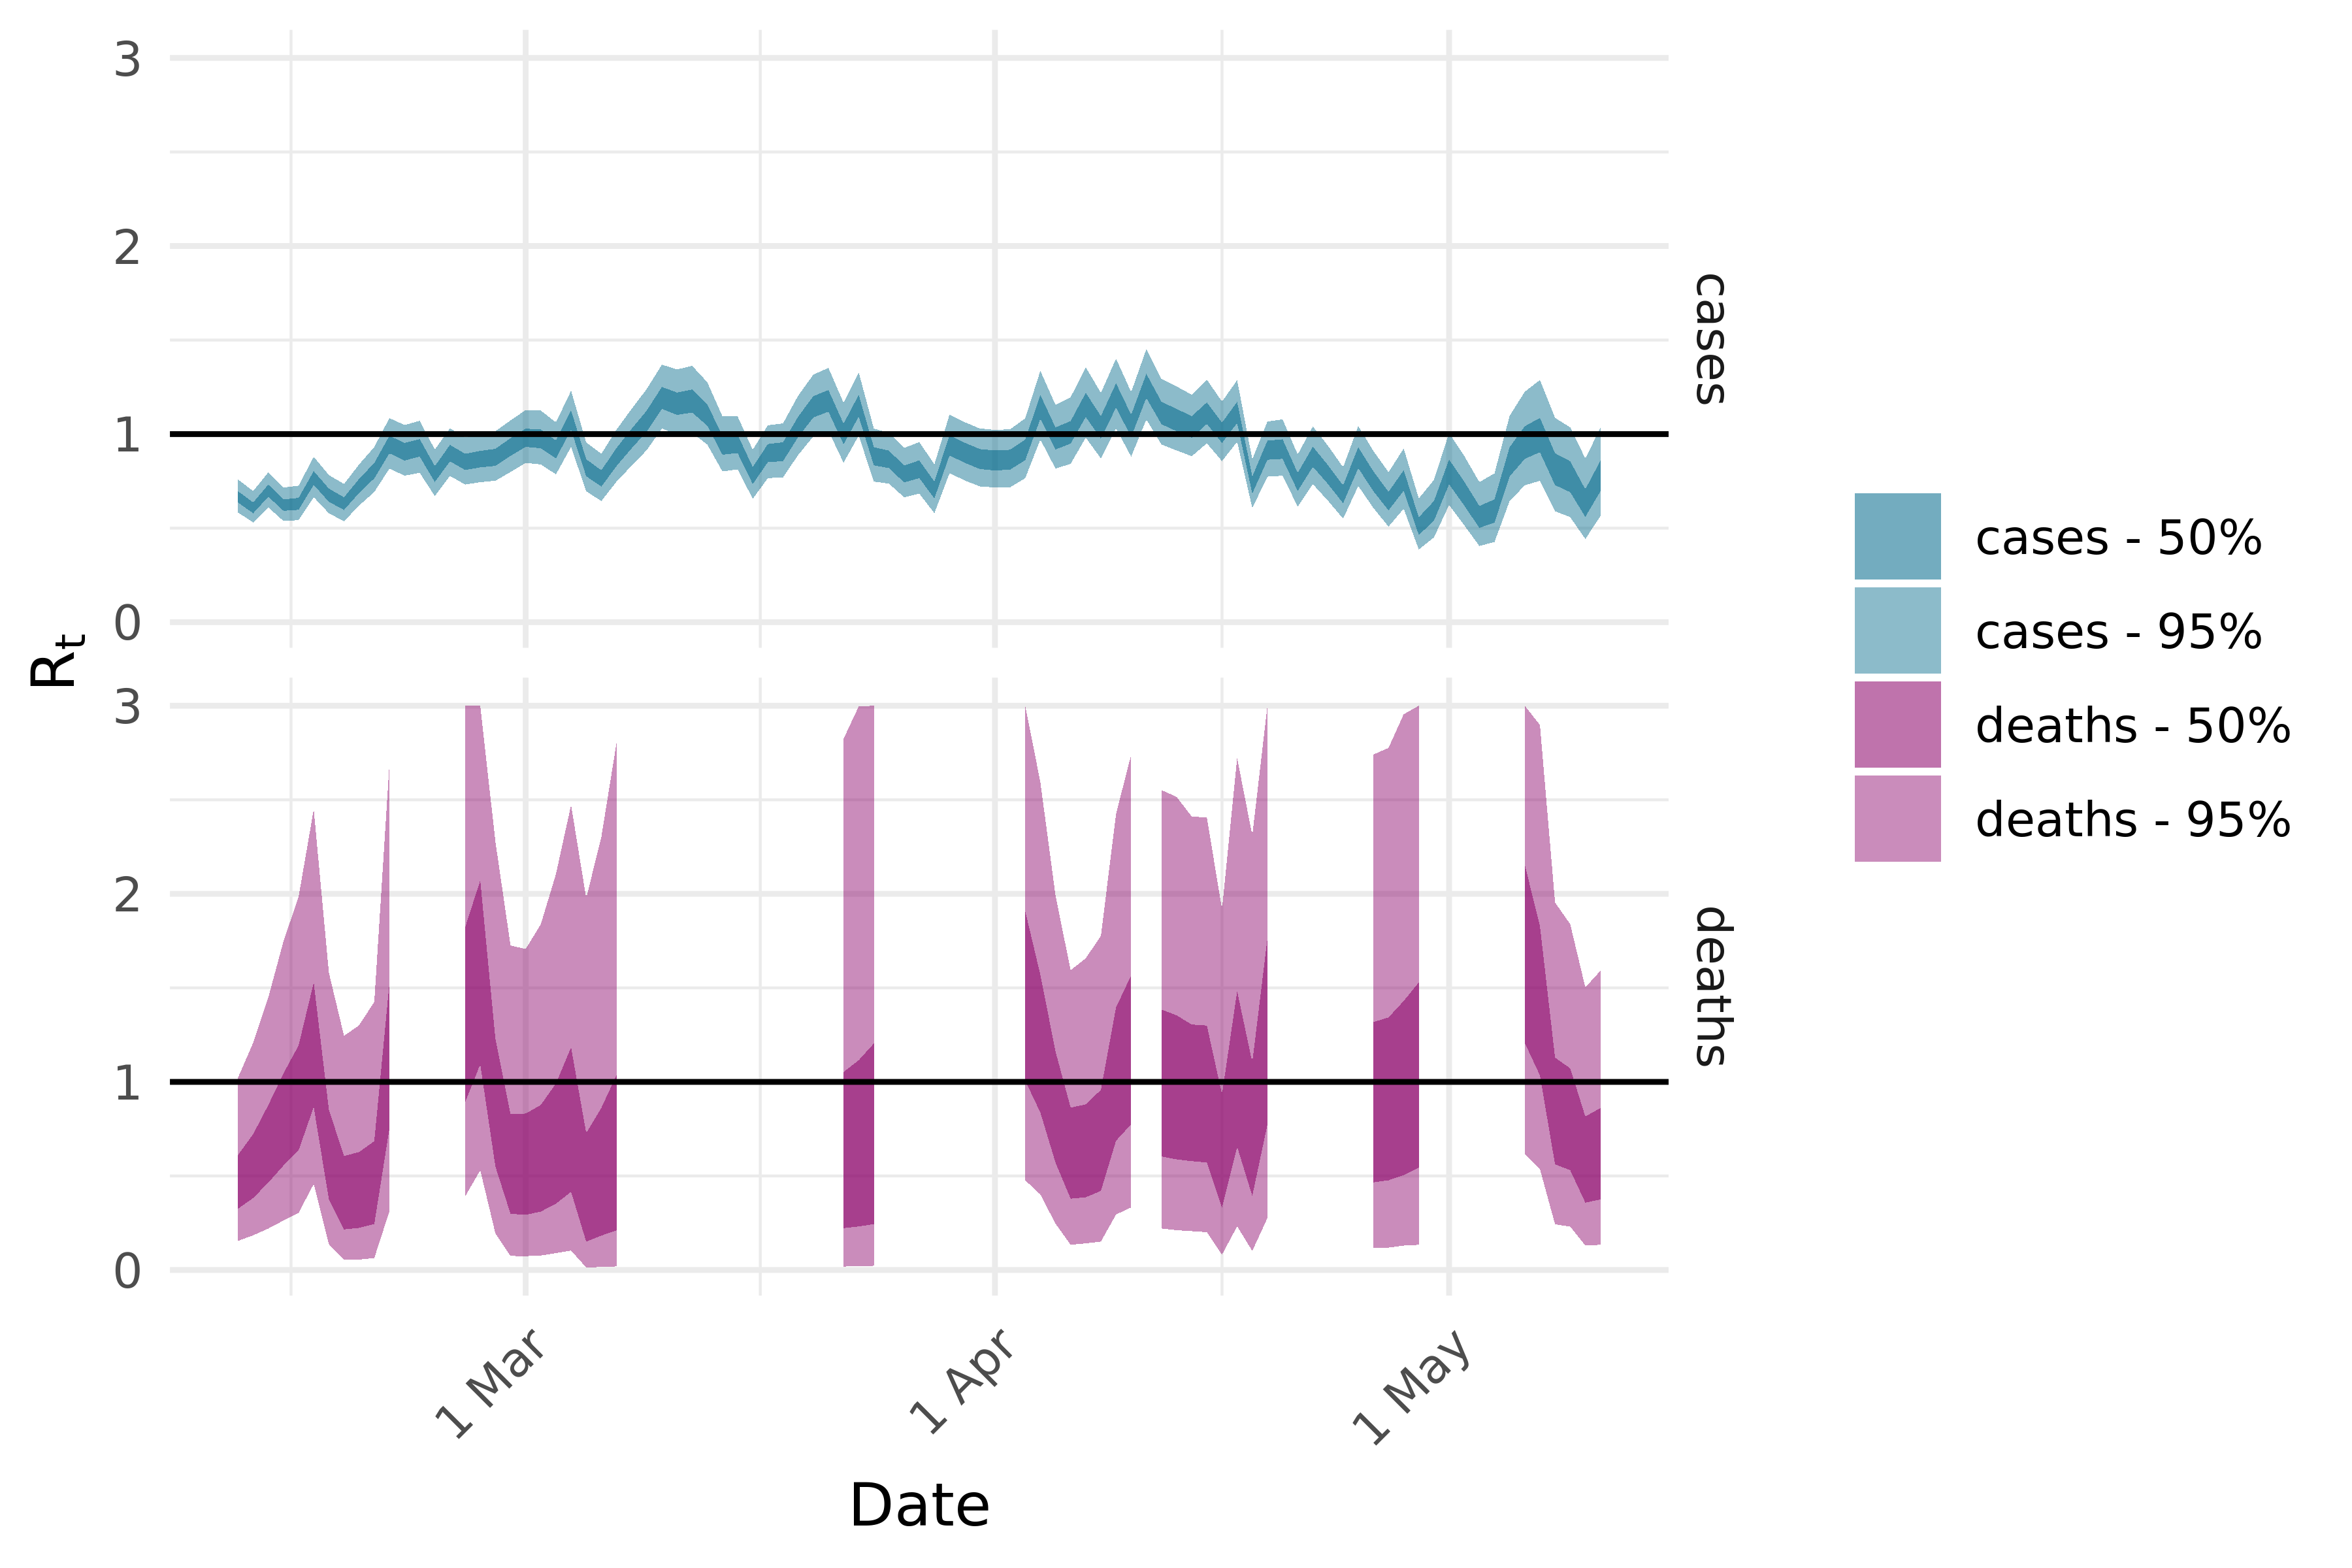 3
2
1
0
cases
3
2
1
0
deaths
Rt
1 Mar
1 Apr
1 May
Date
cases - 50%
cases - 95%
deaths - 50%
deaths - 95%